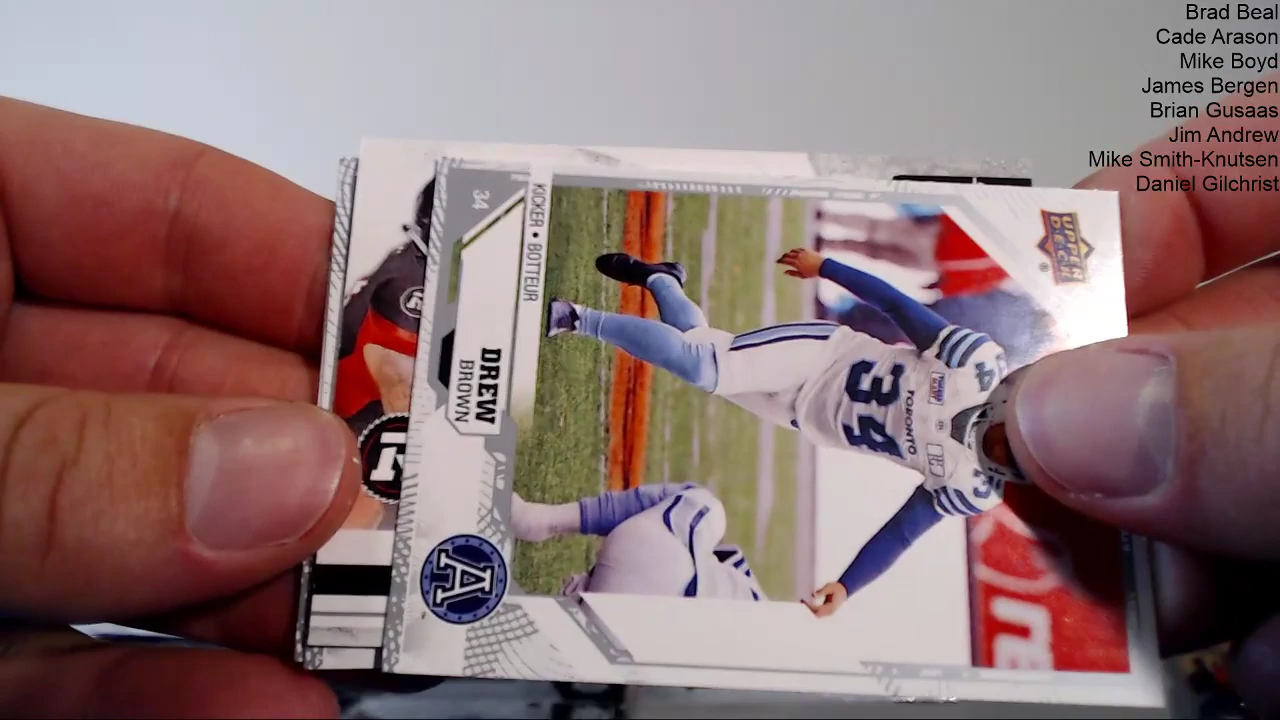 Brad Beal
Cade Arason
Mike Boyd
James Bergen
Brian Gusaas
Jim Andrew
Mike Smith-Knutsen
Daniel Gilchrist
UPPER
DECK
34
KICKER • BOTTEUR
DREW
BROWN
TORONTO
34
34
A